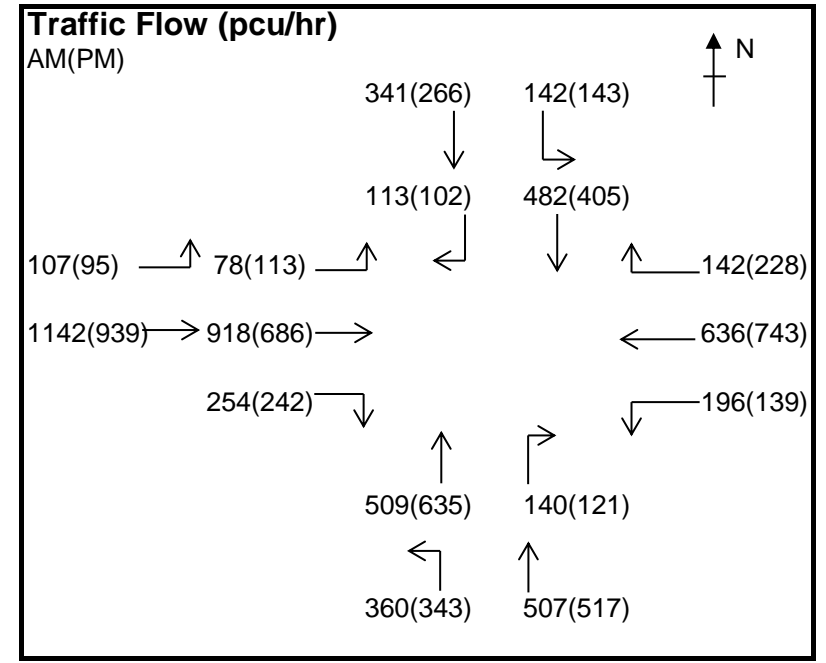 Traffic Flow (pcu/hr)
AM(PM)
N
341(266) 142(143)
113(102) 482(405)
107(95) 78(113) 142(228)
1142(939) 918(686) 636(743)
254(242) 196(139)
509(635) 140(121)
360(343) 507(517)